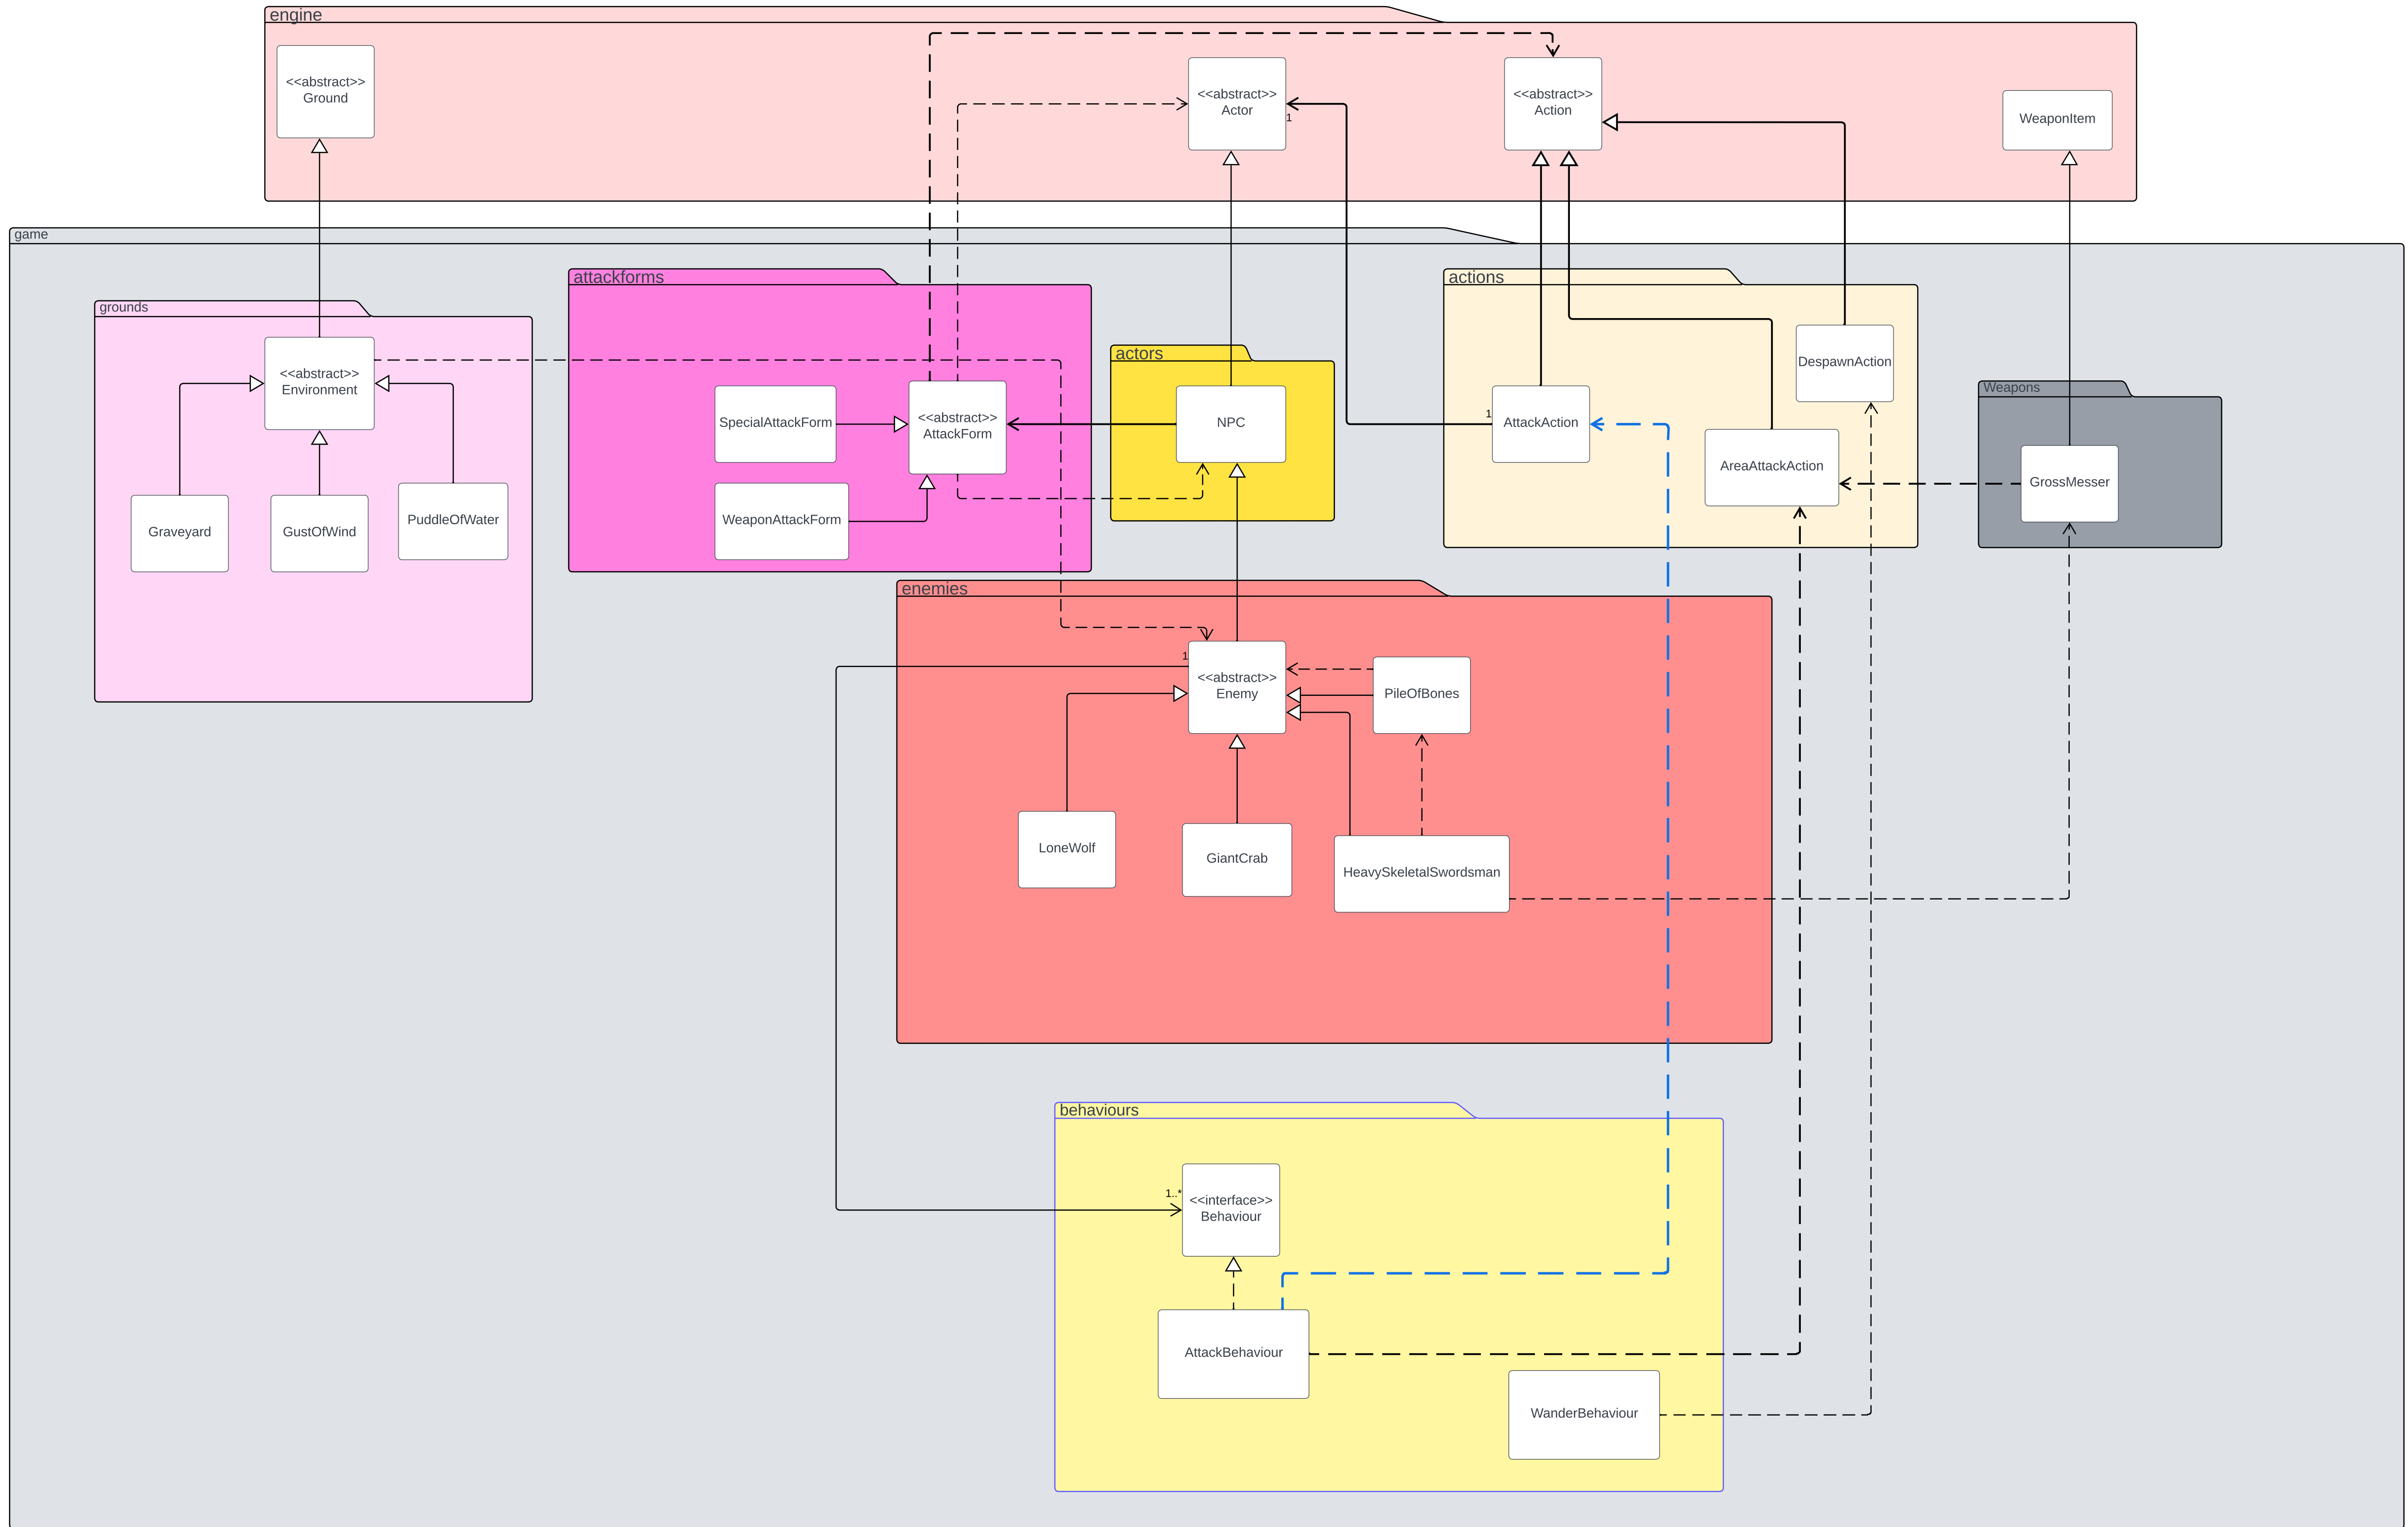 engine
<<abstract>>
Ground
<<abstract>>
Actor
1
<<abstract>>
Action
WeaponItem
game
grounds
<<abstract>>
Environment
Graveyard
GustOfWind
PuddleOfWater
attackforms
SpecialAttackForm
<<abstract>>
AttackForm
WeaponAttackForm
actors
NPC
actions
1
AttackAction
DespawnAction
AreaAttackAction
Weapons
GrossMesser
enemies
1
<<abstract>>
Enemy
PileOfBones
LoneWolf
GiantCrab
HeavySkeletalSwordsman
behaviours
1..*
<<interface>>
Behaviour
AttackBehaviour
WanderBehaviour